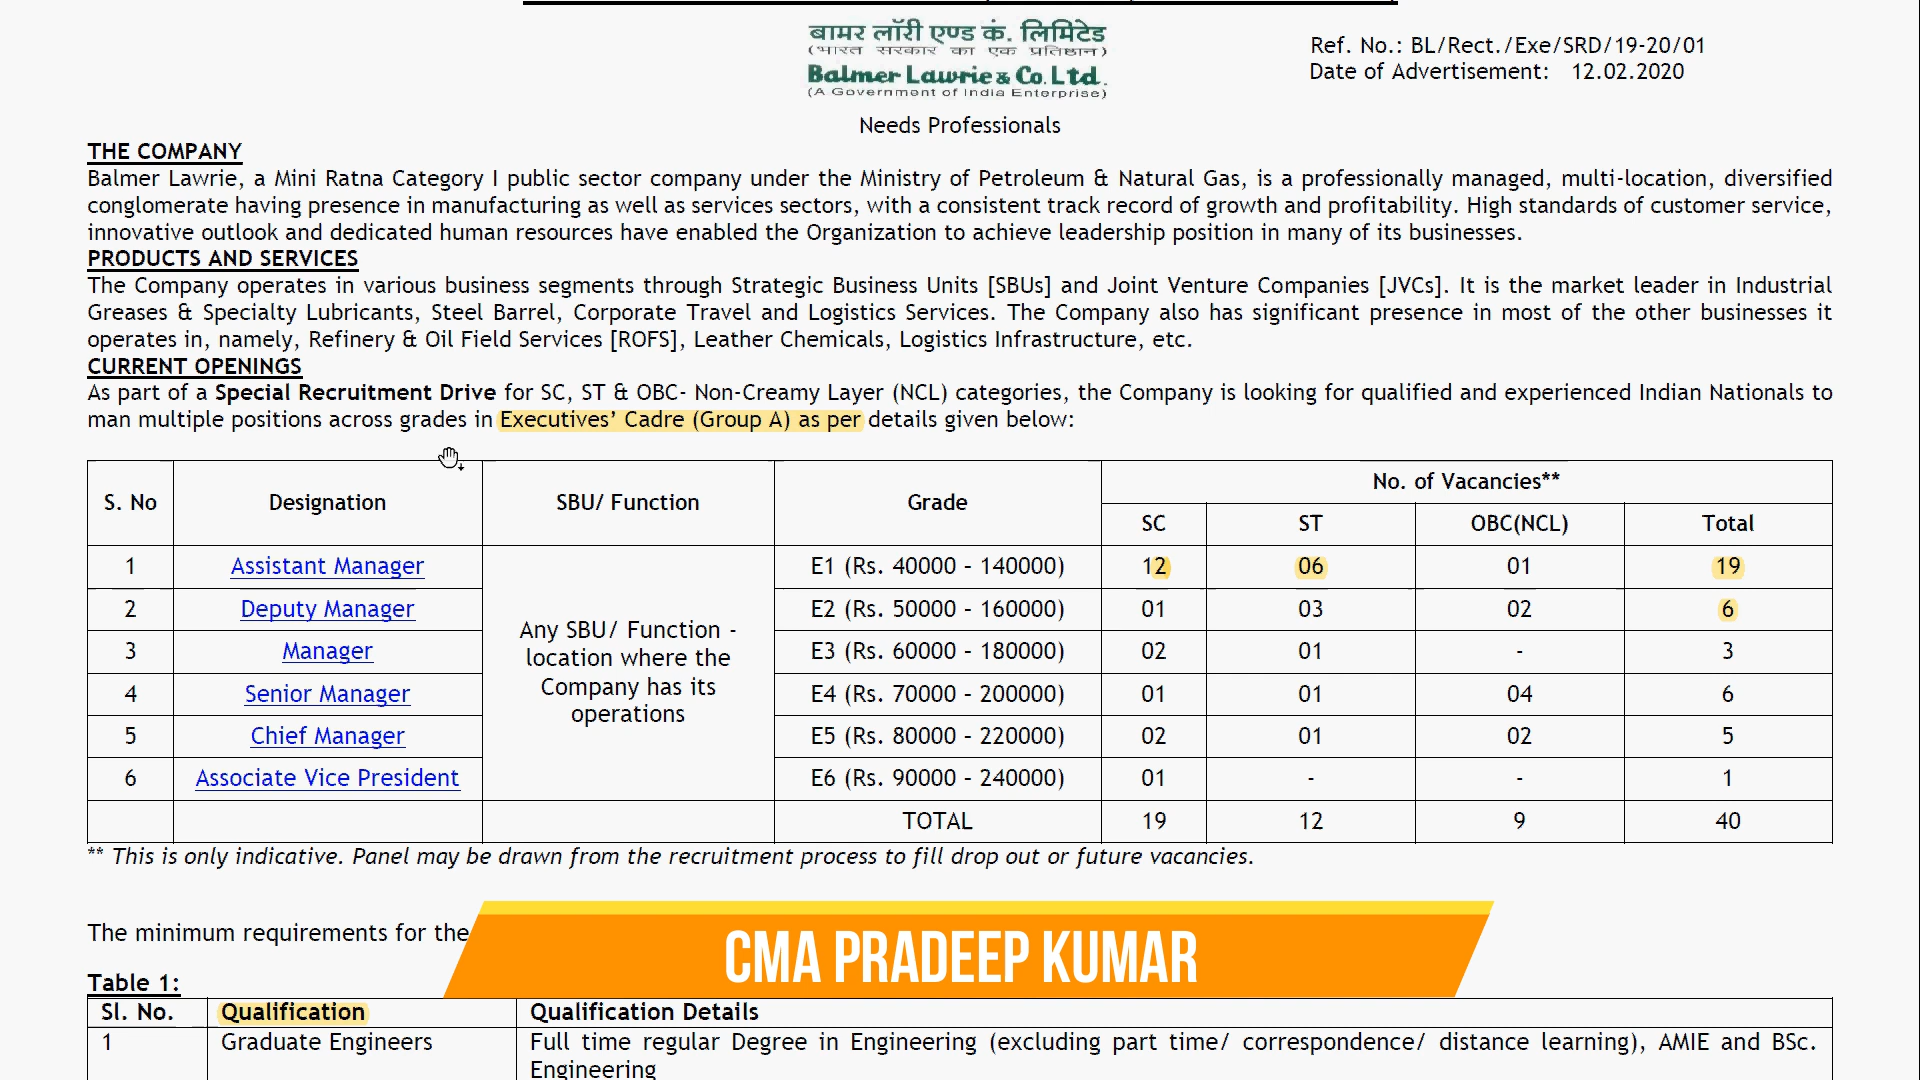 बामर लॉरी एण्ड कं. लिमिटेड
(भारत सरकार का एक प्रतिष्ठान)
Balmer Lawrie & Co. Ltd.
(A Government of India Enterprise)
Ref. No.: BL/Rect./Exe/SRD/19-20/01
Date of Advertisement: 12.02.2020
Needs Professionals
THE COMPANY
Balmer Lawrie, a Mini Ratna Category I public sector company under the Ministry of Petroleum & Natural Gas, is a professionally managed, multi-location, diversified
conglomerate having presence in manufacturing as well as services sectors, with a consistent track record of growth and profitability. High standards of customer service,
innovative outlook and dedicated human resources have enabled the Organization to achieve leadership position in many of its businesses.
PRODUCTS AND SERVICES
The Company operates in various business segments through Strategic Business Units [SBUs] and Joint Venture Companies [JVCs]. It is the market leader in Industrial
Greases & Specialty Lubricants, Steel Barrel, Corporate Travel and Logistics Services. The Company also has significant presence in most of the other businesses it
operates in, namely, Refinery & Oil Field Services [ROFS], Leather Chemicals, Logistics Infrastructure, etc.
CURRENT OPENINGS
As part of a Special Recruitment Drive for SC, ST & OBC- Non-Creamy Layer (NCL) categories, the Company is looking for qualified and experienced Indian Nationals to
man multiple positions across grades in Executives’ Cadre (Group A) as per details given below:
S. No Designation SBU/ Function Grade No. of Vacancies**
SC ST OBC(NCL) Total
1 Assistant Manager E1 (Rs. 40000 - 140000) 12 06 01 19
2 Deputy Manager E2 (Rs. 50000 - 160000) 01 03 02 6
Any SBU/ Function -
location where the
Company has its
operations
3 Manager E3 (Rs. 60000 - 180000) 02 01 - 3
4 Senior Manager E4 (Rs. 70000 - 200000) 01 01 04 6
5 Chief Manager E5 (Rs. 80000 - 220000) 02 01 02 5
6 Associate Vice President E6 (Rs. 90000 - 240000) 01 - - 1
TOTAL 19 12 9 40
** This is only indicative. Panel may be drawn from the recruitment process to fill drop out or future vacancies.
The minimum requirements for the
CMA PRADEEP KUMAR
Table 1:
Sl. No. Qualification Qualification Details
1 Graduate Engineers Full time regular Degree in Engineering (excluding part time/ correspondence/ distance learning), AMIE and BSc.
Engineering